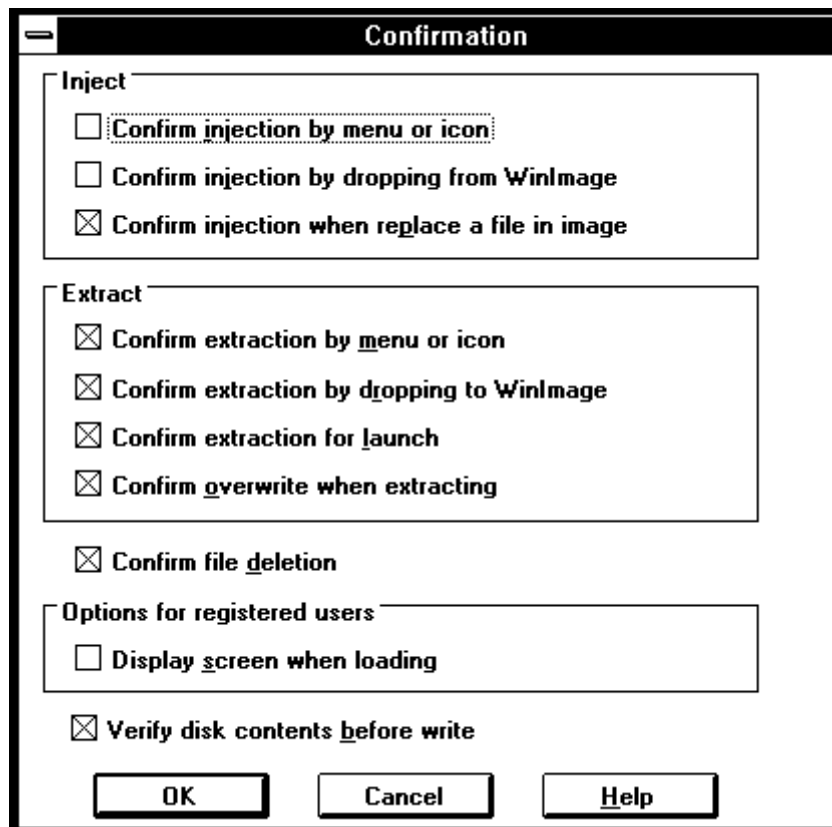 Confirmation
Inject
Confirm injection by menu or icon
Confirm injection by dropping from WinImage
Confirm injection when replace a file in image
Extract
Confirm extraction by menu or icon
Confirm extraction by dropping to WinImage
Confirm extraction for launch
Confirm overwrite when extracting
Confirm file deletion
Options for registered users
Display screen when loading
Verify disk contents before write
OK Cancel Help